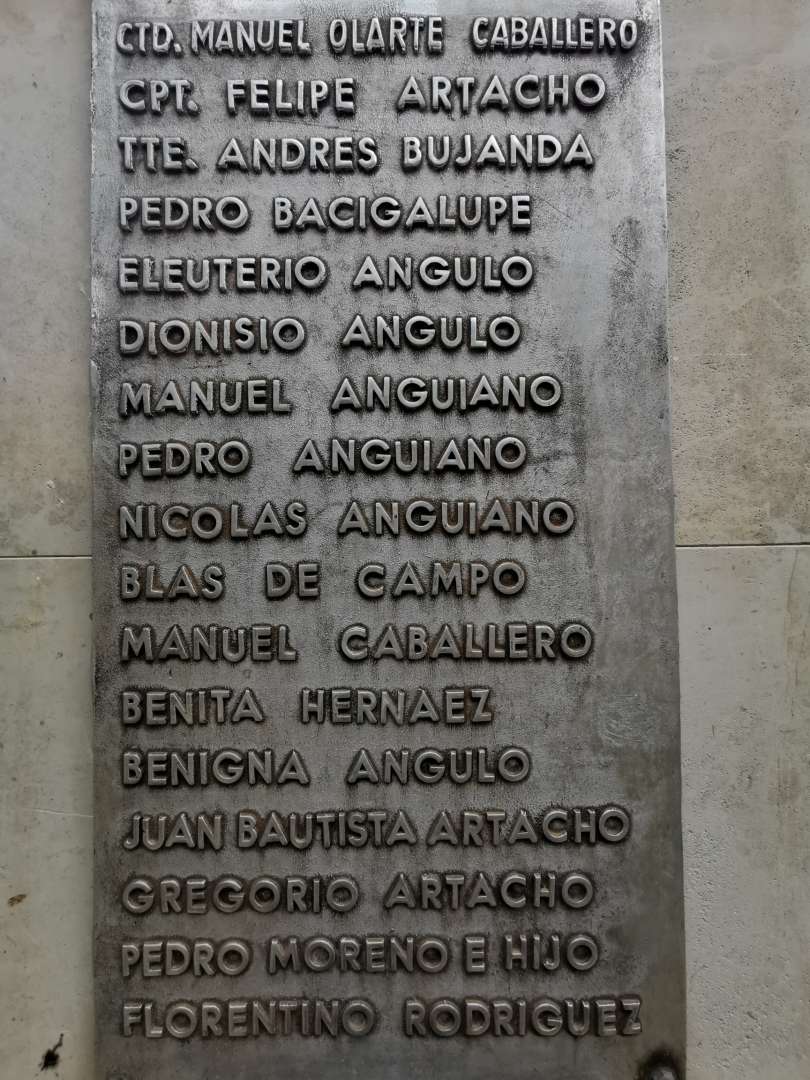 CTD. MANUEL OLARTE CABALLERO
CPT. FELIPE ARTACHO
TTE. ANDRES BUJANDA
PEDRO BACIGALUPE
ELEUTERIO ANGULO
DIONISIO ANGULO
MANUEL ANGUIANO
PEDRO ANGUIANO
NICOLAS ANGUIANO
BLAS DE CAMPO
MANUEL CABALLERO
BENITA HERNAEZ
BENIGNA ANGULO
JUAN BAUTISTA ARTACHO
GREGORIO ARTACHO
PEDRO MORENO E HIJO
FLORENTINO RODRIGUEZ